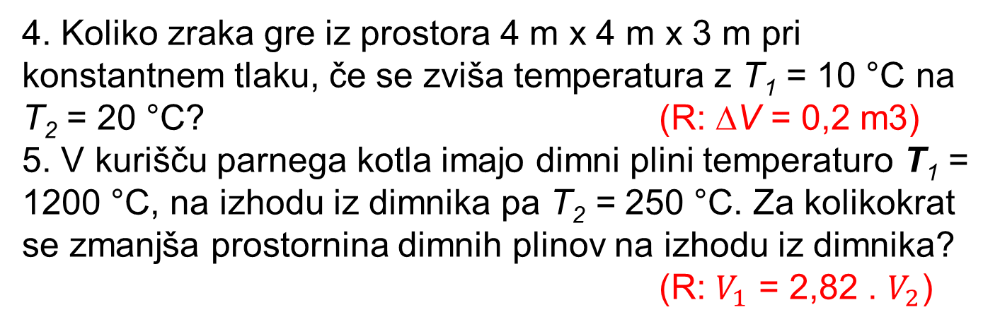 4. Koliko zraka gre iz prostora 4 m x 4 m x 3 m pri
konstantnem tlaku, če se zviša temperatura z T₁ = 10 °C na
T₂ = 20 °C? (R: ΔV = 0,2 m3)
5. V kurišču parnega kotla imajo dimni plini temperaturo T₁ =
1200 °C, na izhodu iz dimnika pa T₂ = 250 °C. Za kolikokrat
se zmanjša prostornina dimnih plinov na izhodu iz dimnika?
(R: V₁ = 2,82 . V₂)